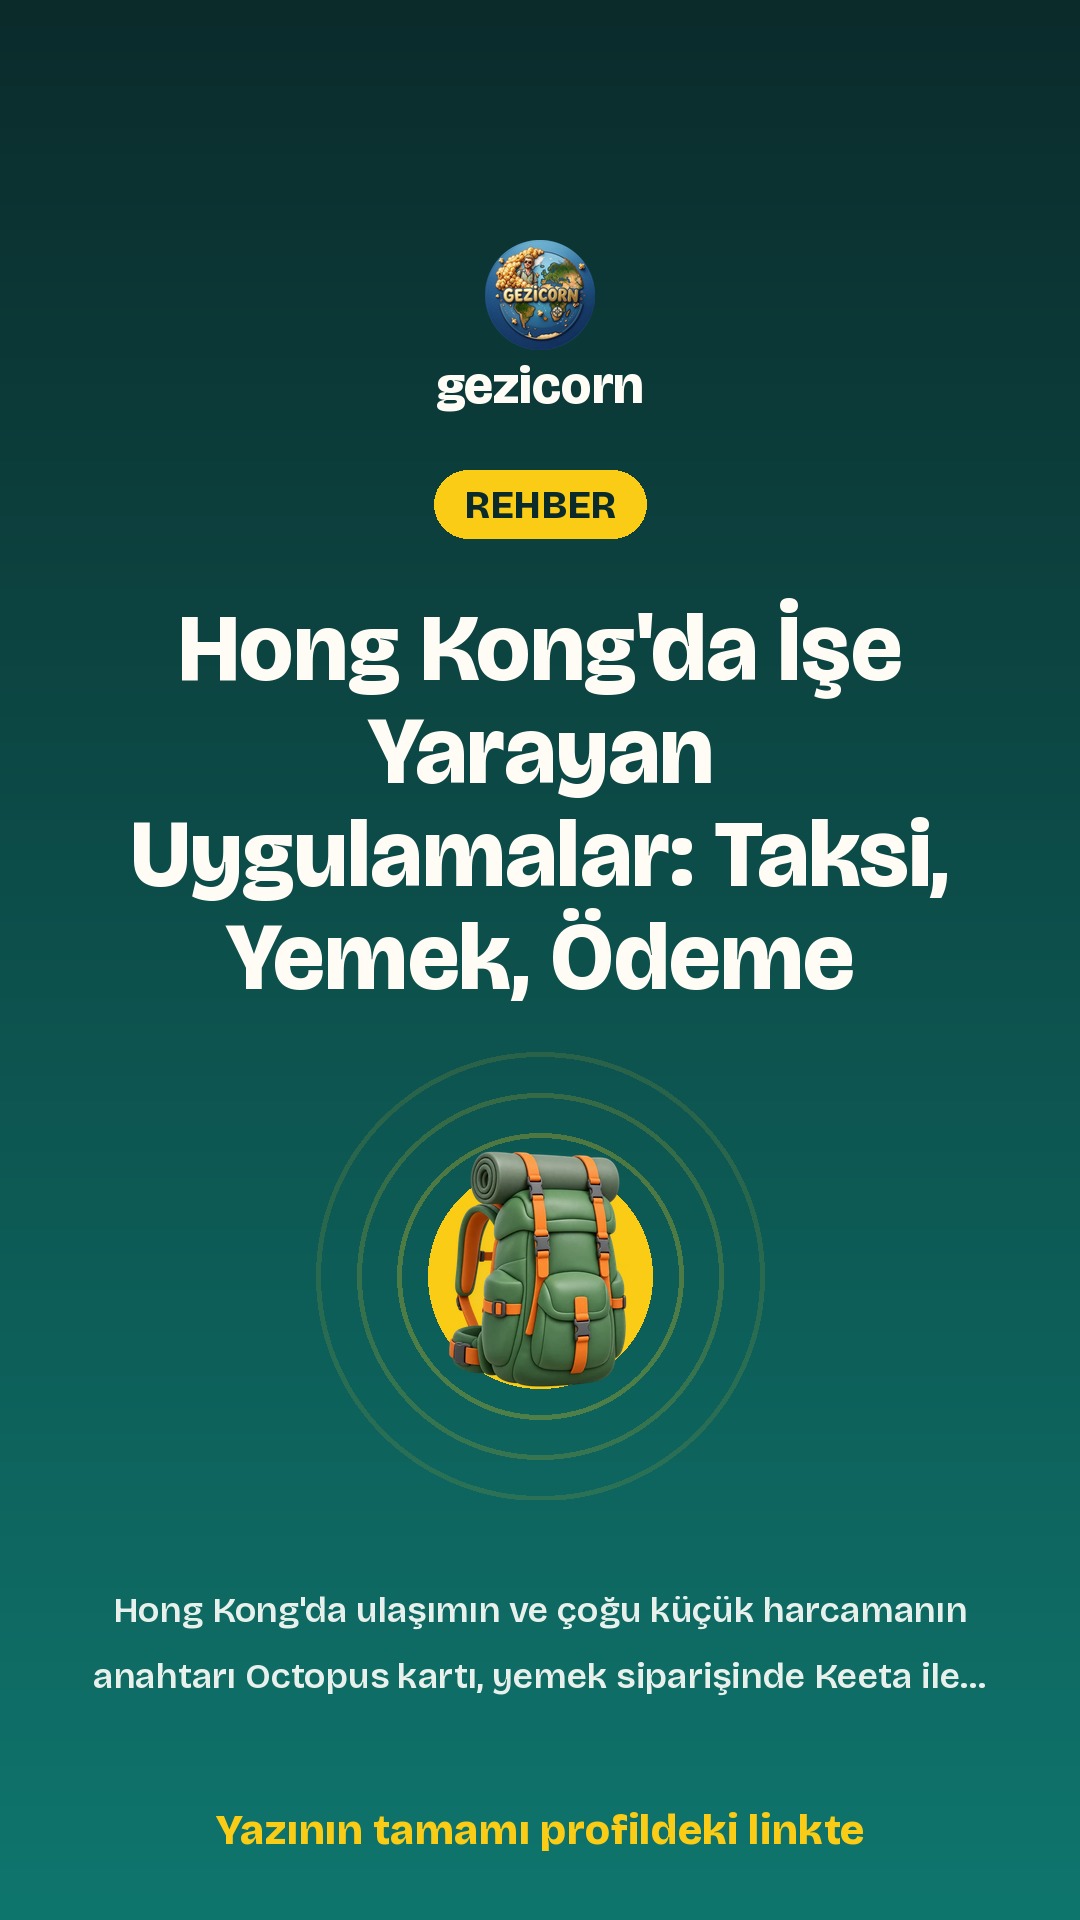 GEZiCORN
gezicorn
REHBER
Hong Kong'da İşe
Yarayan
Uygulamalar: Taksi,
Yemek, Ödeme
Hong Kong'da ulaşımın ve çoğu küçük harcamanın
anahtarı Octopus kartı, yemek siparişinde Keeta ile...
Yazının tamamı profildeki linkte